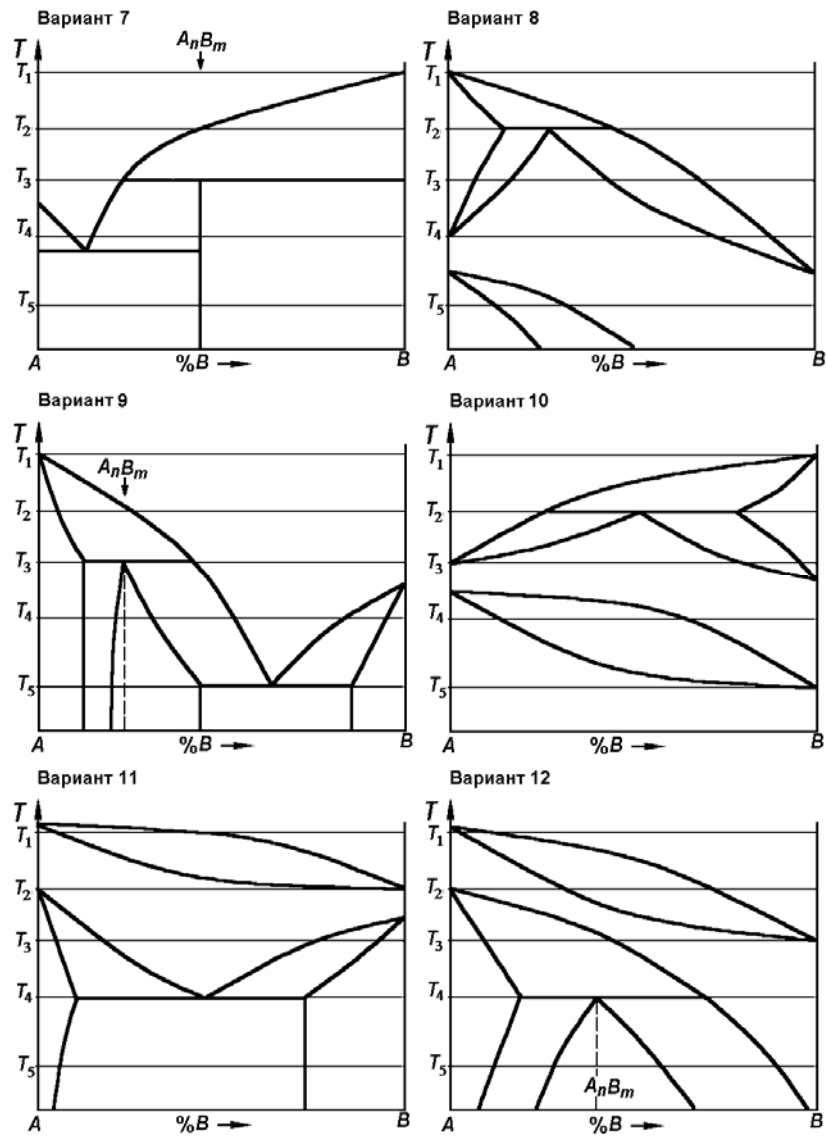 Вариант 7
AₙBₘ
T
T₁
T₂
T₃
T₄
T₅
A
%B
B
Вариант 8
T
T₁
T₂
T₃
T₄
T₅
A
%B
B
Вариант 9
T
T₁
AₙBₘ
T₂
T₃
T₄
T₅
A
%B
B
Вариант 10
T
T₁
T₂
T₃
T₄
T₅
A
%B
B
Вариант 11
T
T₁
T₂
T₃
T₄
T₅
A
%B
B
Вариант 12
T
T₁
T₂
T₃
T₄
T₅
AₙBₘ
A
%B
B